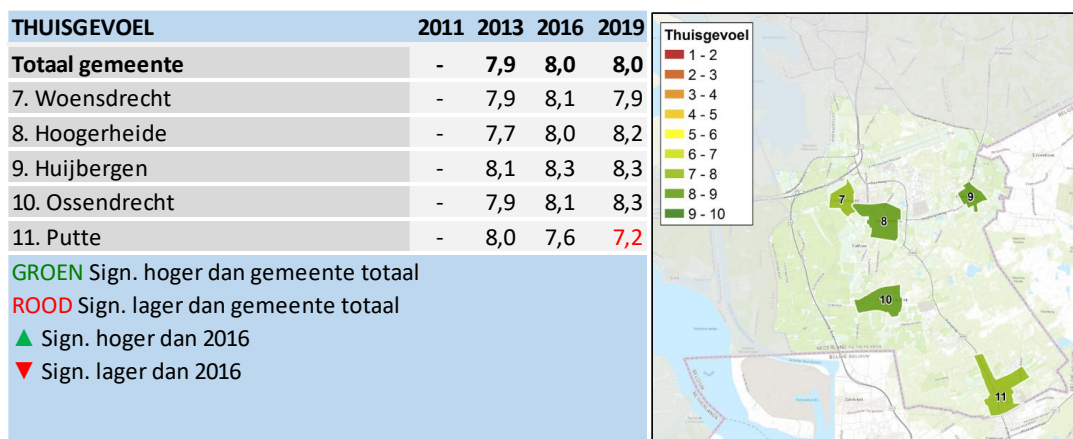 THUISGEVOEL 2011 2013 2016 2019
Totaal gemeente - 7,9 8,0 8,0
7. Woensdrecht - 7,9 8,1 7,9
8. Hoogerheide - 7,7 8,0 8,2
9. Huijbergen - 8,1 8,3 8,3
10. Ossendrecht - 7,9 8,1 8,3
11. Putte - 8,0 7,6 7,2
GROEN Sign. hoger dan gemeente totaal
ROOD Sign. lager dan gemeente totaal
▲ Sign. hoger dan 2016
▼ Sign. lager dan 2016
Thuisgevoel
1 - 2
2 - 3
3 - 4
4 - 5
5 - 6
6 - 7
7 - 8
8 - 9
9 - 10
7
8
9
10
11